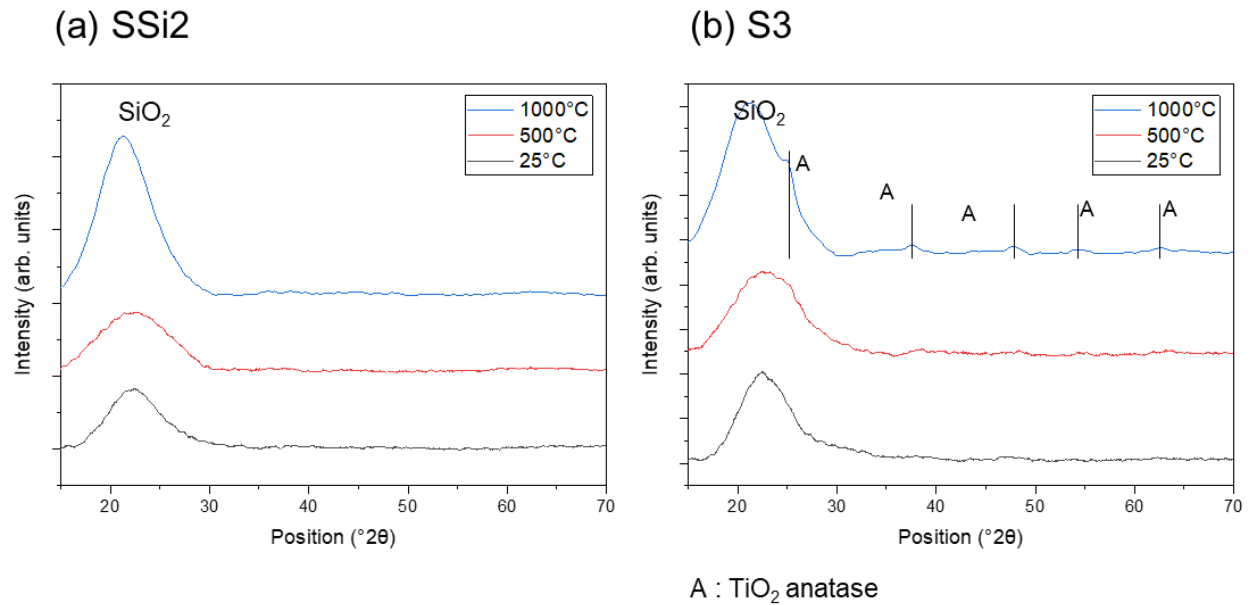 (a) SSi2
SiO₂
1000°C
500°C
25°C
Intensity (arb. units)
20 30 40 50 60 70
Position (°2θ)
(b) S3
SiO₂
A
A
A
A
A
1000°C
500°C
25°C
Intensity (arb. units)
20 30 40 50 60 70
Position (°2θ)
A : TiO₂ anatase